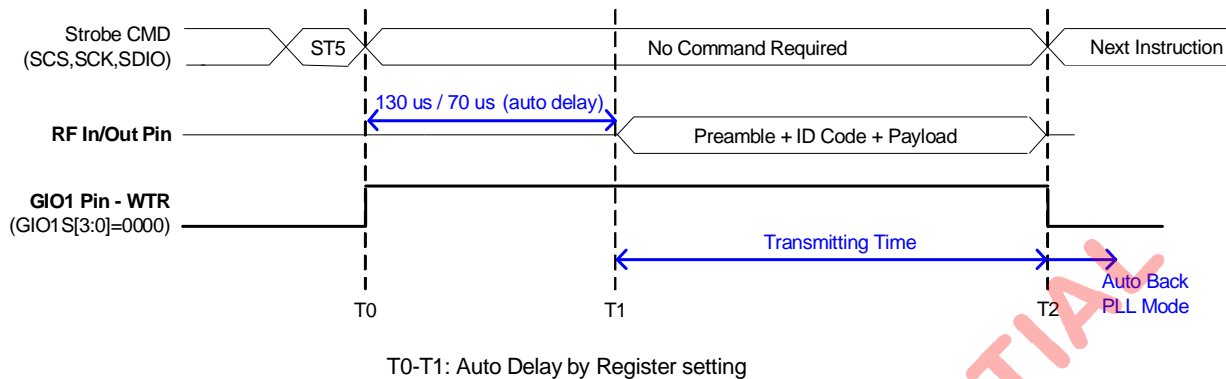 Strobe CMD
(SCS,SCK,SDIO)
ST5
No Command Required
Next Instruction
130 us / 70 us (auto delay)
RF In/Out Pin
Preamble + ID Code + Payload
GIO1 Pin - WTR
(GIO1S[3:0]=0000)
Transmitting Time
Auto Back
PLL Mode
T0
T1
T2
T0-T1: Auto Delay by Register setting
TIAL